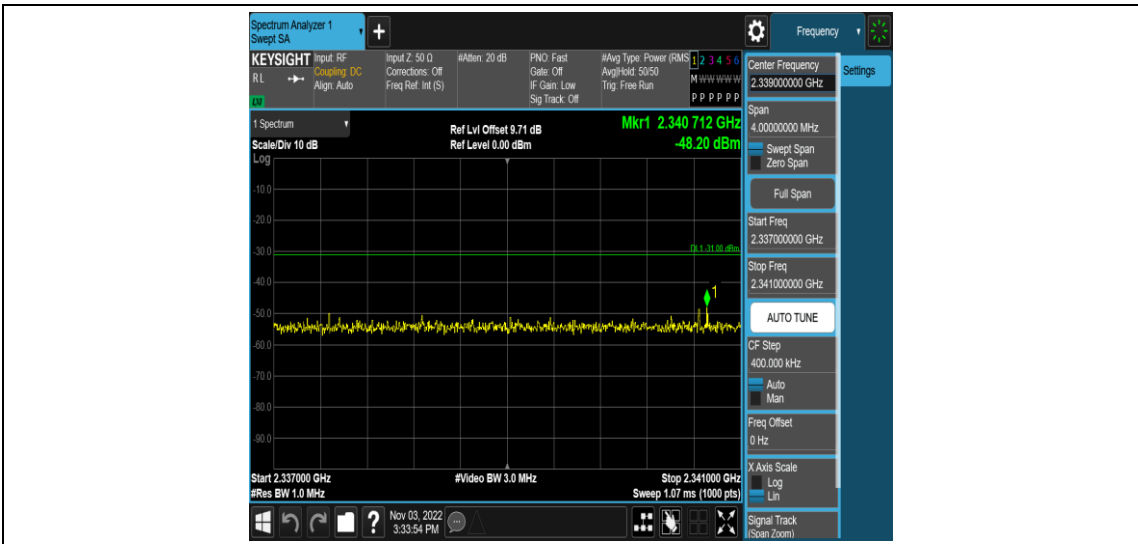 Spectrum Analyzer 1
Swept SA
+
Frequency
KEYSIGHT
RL
LXI
Input: RF
Coupling: DC
Align: Auto
Input Z: 50 Ω
Corrections: Off
Freq Ref: Int (S)
#Atten: 20 dB
PNO: Fast
Gate: Off
IF Gain: Low
Sig Track: Off
#Avg Type: Power (RMS
Avg|Hold: 50/50
Trig: Free Run
1 2 3 4 5 6
M W W W W W
P P P P P P
1 Spectrum
Scale/Div 10 dB
Log
Ref Lvl Offset 9.71 dB
Ref Level 0.00 dBm
Mkr1 2.340 712 GHz
-48.20 dBm
-10.0
-20.0
-30.0
DL1 -31.00 dBm
-40.0
1
-50.0
-60.0
-70.0
-80.0
-90.0
Start 2.337000 GHz
#Res BW 1.0 MHz
#Video BW 3.0 MHz
Stop 2.341000 GHz
Sweep 1.07 ms (1000 pts)
?
Nov 03, 2022
3:33:54 PM
Center Frequency
2.339000000 GHz
Settings
Span
4.00000000 MHz
Swept Span
Zero Span
Full Span
Start Freq
2.337000000 GHz
Stop Freq
2.341000000 GHz
AUTO TUNE
CF Step
400.000 kHz
Auto
Man
Freq Offset
0 Hz
X Axis Scale
Log
Lin
Signal Track
(Span Zoom)